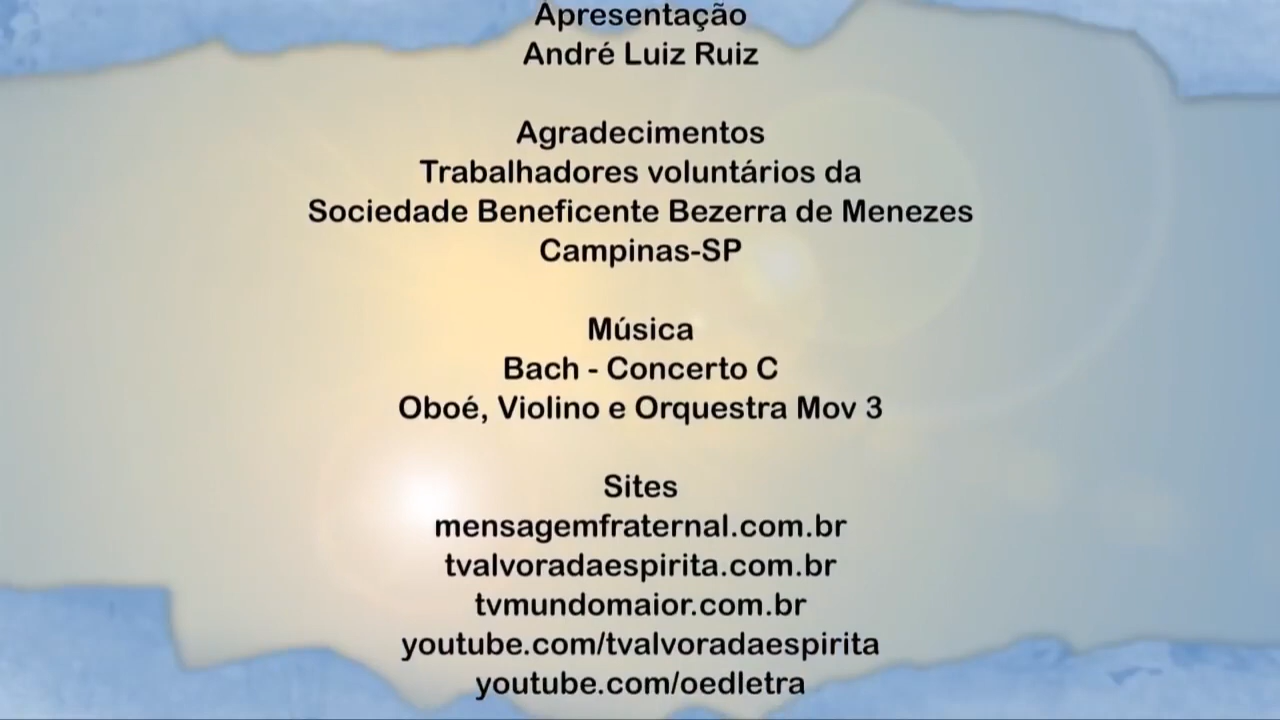 Apresentação
André Luiz Ruiz
Agradecimentos
Trabalhadores voluntários da
Sociedade Beneficente Bezerra de Menezes
Campinas-SP
Música
Bach - Concerto C
Oboé, Violino e Orquestra Mov 3
Sites
mensagemfraternal.com.br
tvalvoradaespirita.com.br
tvmundomaior.com.br
youtube.com/tvalvoradaespirita
youtube.com/oedletra